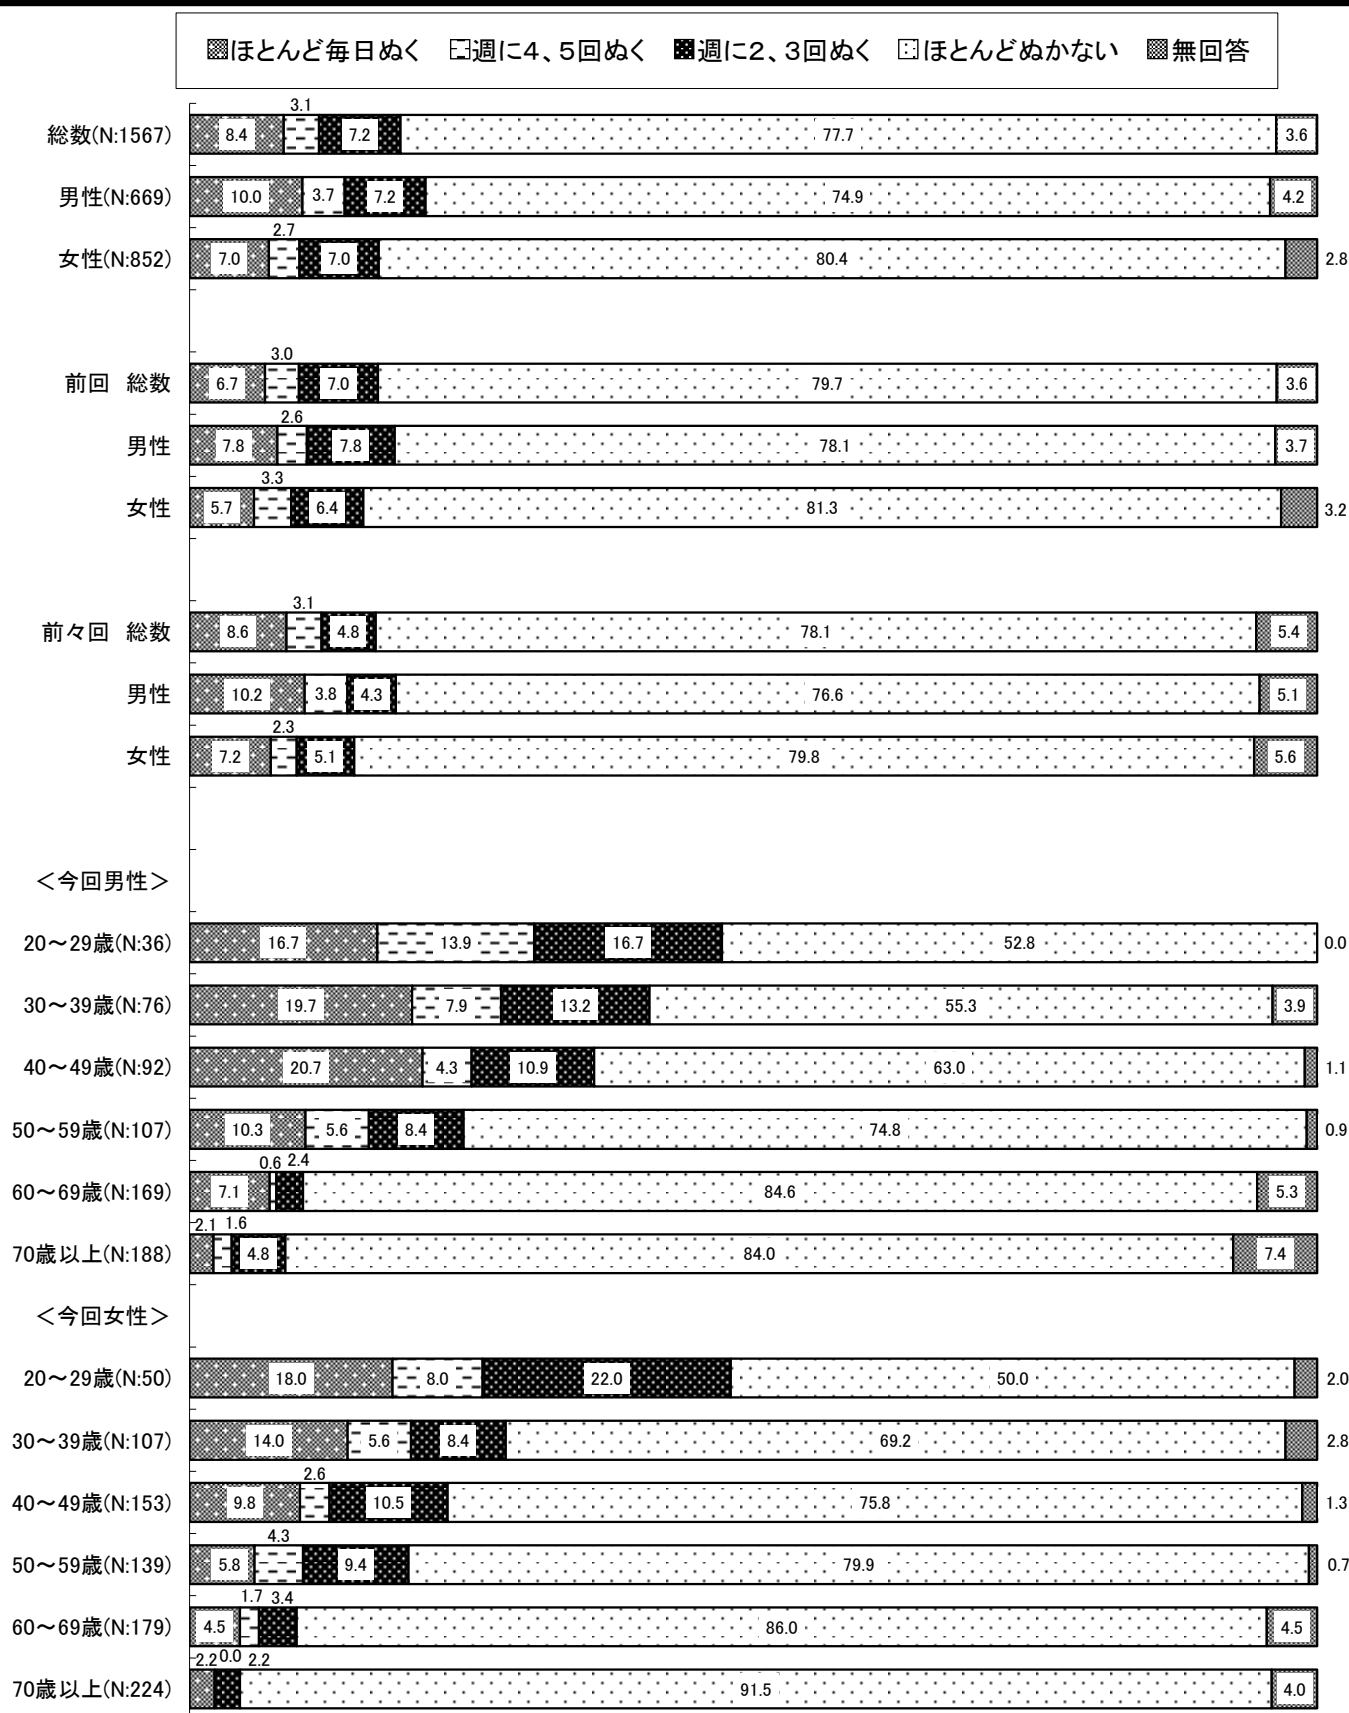 ほとんど毎日ぬく 週に4、5回ぬく 週に2、3回ぬく ほとんどぬかない 無回答
3.1
総数(N:1567) 8.4 7.2 77.7 3.6
男性(N:669) 10.0 3.7 7.2 74.9 4.2
2.7
女性(N:852) 7.0 7.0 80.4 2.8
3.0
前回 総数 6.7 7.0 79.7 3.6
2.6
男性 7.8 7.8 78.1 3.7
3.3
女性 5.7 6.4 81.3 3.2
3.1
前々回 総数 8.6 4.8 78.1 5.4
男性 10.2 3.8 4.3 76.6 5.1
2.3
女性 7.2 5.1 79.8 5.6
＜今回男性＞
20～29歳(N:36) 16.7 13.9 16.7 52.8 0.0
30～39歳(N:76) 19.7 7.9 13.2 55.3 3.9
40～49歳(N:92) 20.7 4.3 10.9 63.0 1.1
50～59歳(N:107) 10.3 5.6 8.4 74.8 0.9
0.6 2.4
60～69歳(N:169) 7.1 84.6 5.3
2.1 1.6
70歳以上(N:188) 4.8 84.0 7.4
＜今回女性＞
20～29歳(N:50) 18.0 8.0 22.0 50.0 2.0
30～39歳(N:107) 14.0 5.6 8.4 69.2 2.8
2.6
40～49歳(N:153) 9.8 10.5 75.8 1.3
4.3
50～59歳(N:139) 5.8 9.4 79.9 0.7
1.7 3.4
60～69歳(N:179) 4.5 86.0 4.5
2.2 0.0 2.2
70歳以上(N:224) 91.5 4.0